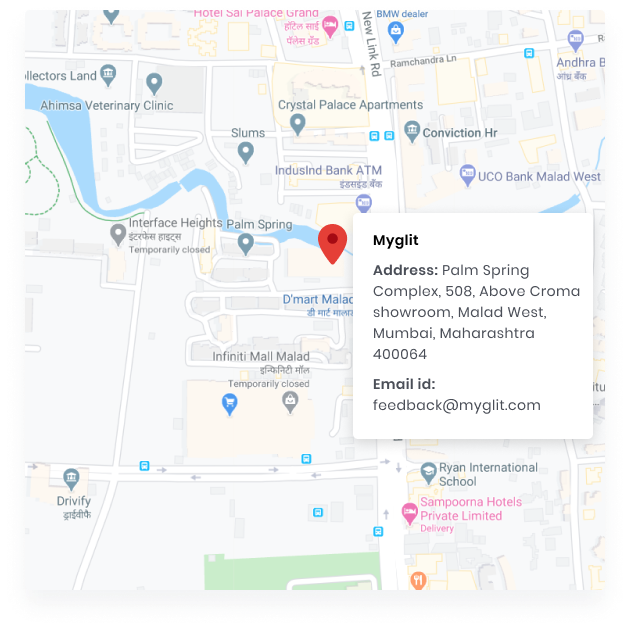 Hotel Sai Palace Grand
हॉटेल साई
पॅलेस ग्रँड
BMW dealer
New Link Rd
Ramchandra Ln
Andhra B
आंध्र बँक
ollectors Land
Ahimsa Veterinary Clinic
Crystal Palace Apartments
Slums
Conviction Hr
IndusInd Bank ATM
इंडसइंड बँक
UCO Bank Malad West
Interface Heights
इंटरफेस हाइट्स
Temporarily closed
Palm Spring
Myglit
Address: Palm Spring
Complex, 508, Above Croma
showroom, Malad West,
Mumbai, Maharashtra
400064
Email id:
feedback@myglit.com
D'mart Malad
डी मार्ट मालाड
Infiniti Mall Malad
इन्फिनिटी मॉल
Temporarily closed
Ryan International
School
Drivify
ड्राईवीफै
Sampoorna Hotels
Private Limited
Delivery